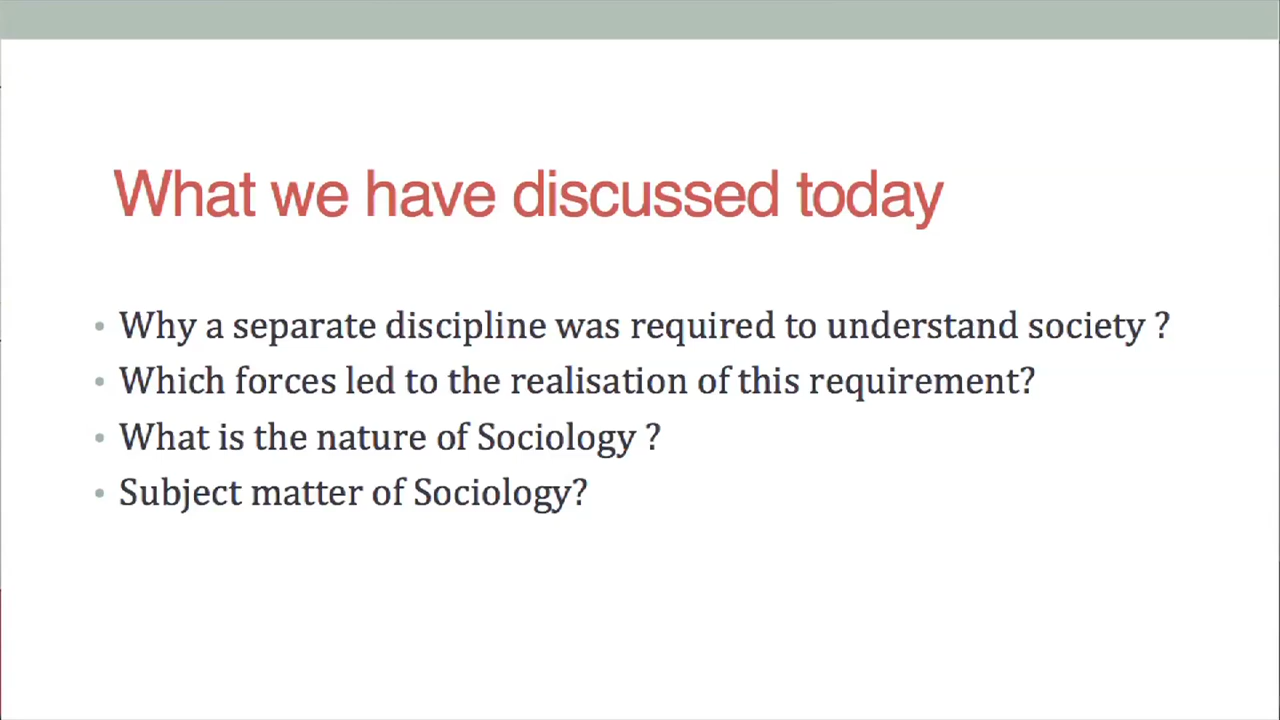 What we have discussed today
• Why a separate discipline was required to understand society ?
• Which forces led to the realisation of this requirement?
• What is the nature of Sociology ?
• Subject matter of Sociology?